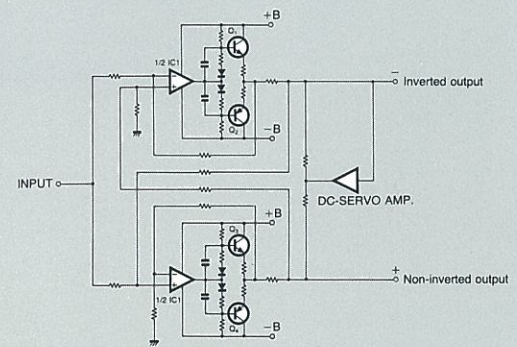 +B
Q₁
1/2 IC1
−
+
−
Inverted output
Q₂
−B
INPUT
DC-SERVO AMP.
+B
Q₃
−
+
1/2 IC1
+
Non-inverted output
Q₄
−B